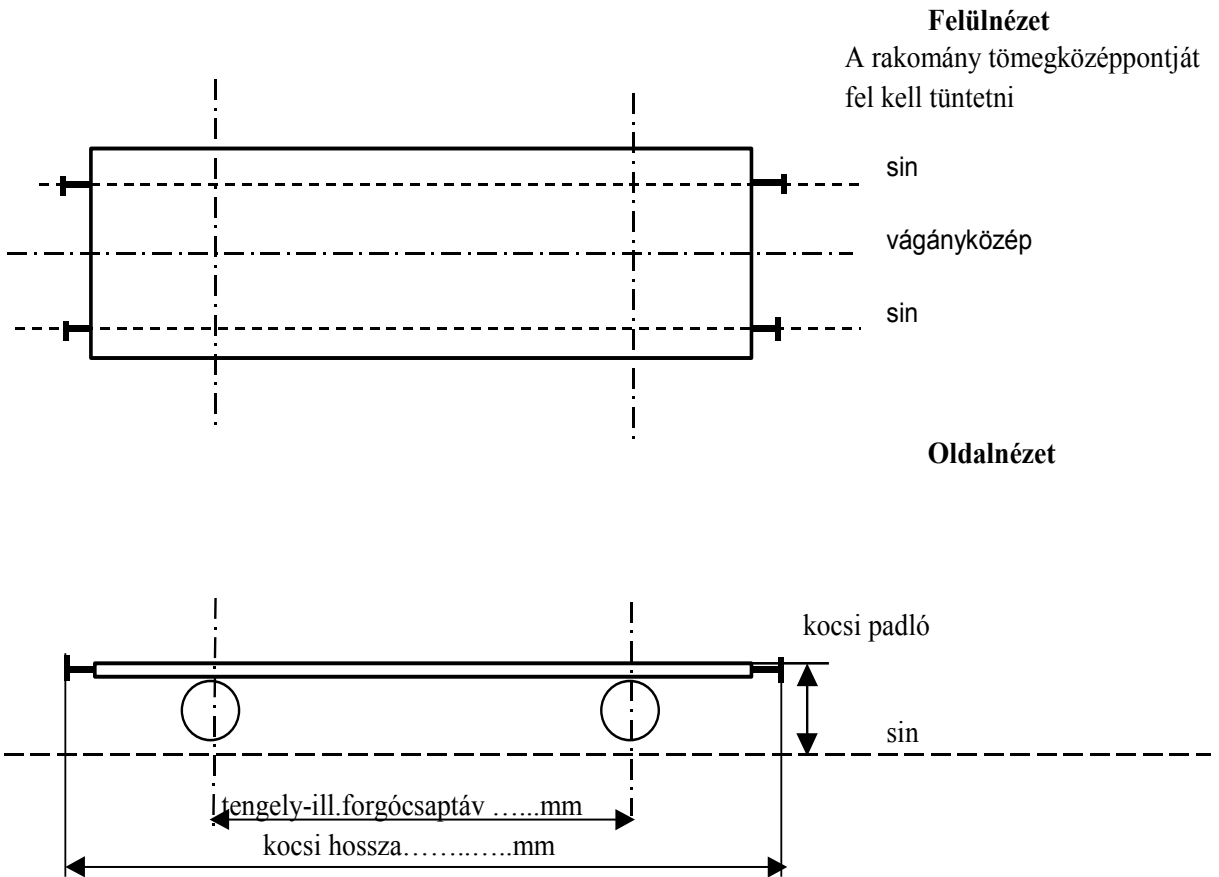 Felülnézet
A rakomány tömegközéppontját
fel kell tüntetni
sin
vágányközép
sin
Oldalnézet
kocsi padló
sin
tengely-ill.forgócsaptáv …...mm
kocsi hossza……..…..mm